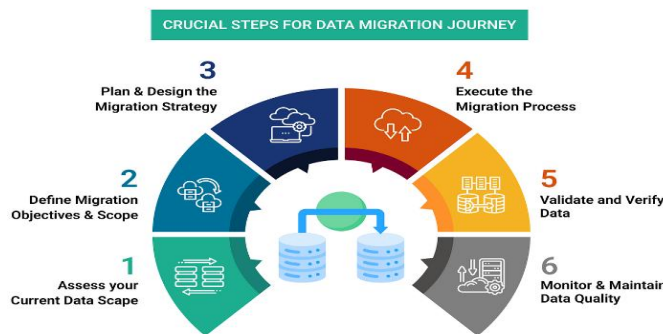 CRUCIAL STEPS FOR DATA MIGRATION JOURNEY
1
Assess your
Current Data Scape
2
Define Migration
Objectives & Scope
3
Plan & Design the
Migration Strategy
4
Execute the
Migration Process
5
Validate and Verify
Data
6
Monitor & Maintain
Data Quality